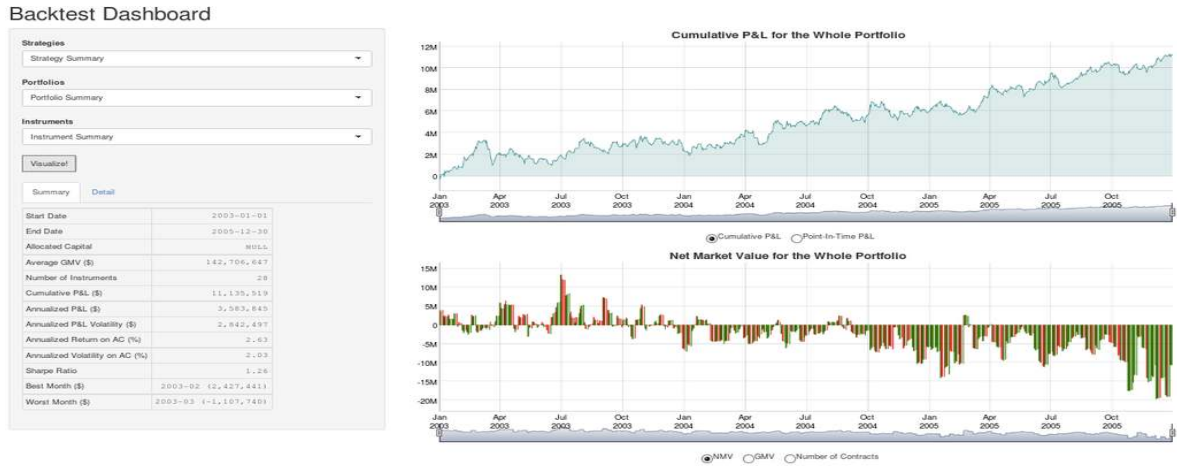 Backtest Dashboard
Strategies
Strategy Summary
Portfolios
Portfolio Summary
Instruments
Instrument Summary
Visualize!
Summary Detail
Start Date 2003-01-01
End Date 2005-12-30
Allocated Capital NULL
Average GMV ($) 142,706,647
Number of Instruments 28
Cumulative P&L ($) 11,135,519
Annualized P&L ($) 3,583,845
Annualized P&L Volatility ($) 2,842,497
Annualized Return on AC (%) 2.63
Annualized Volatility on AC (%) 2.03
Sharpe Ratio 1.26
Best Month ($) 2003-02 (2,427,441)
Worst Month ($) 2003-03 (-1,107,740)
Cumulative P&L for the Whole Portfolio
12M
10M
8M
6M
4M
2M
0
Jan Apr Jul Oct Jan Apr Jul Oct Jan Apr Jul Oct
2003 2003 2003 2003 2004 2004 2004 2004 2005 2005 2005 2005
Cumulative P&L Point-In-Time P&L
Net Market Value for the Whole Portfolio
15M
10M
5M
0
-5M
-10M
-15M
-20M
Jan Apr Jul Oct Jan Apr Jul Oct Jan Apr Jul Oct
2003 2003 2003 2003 2004 2004 2004 2004 2005 2005 2005 2005
NMV GMV Number of Contracts